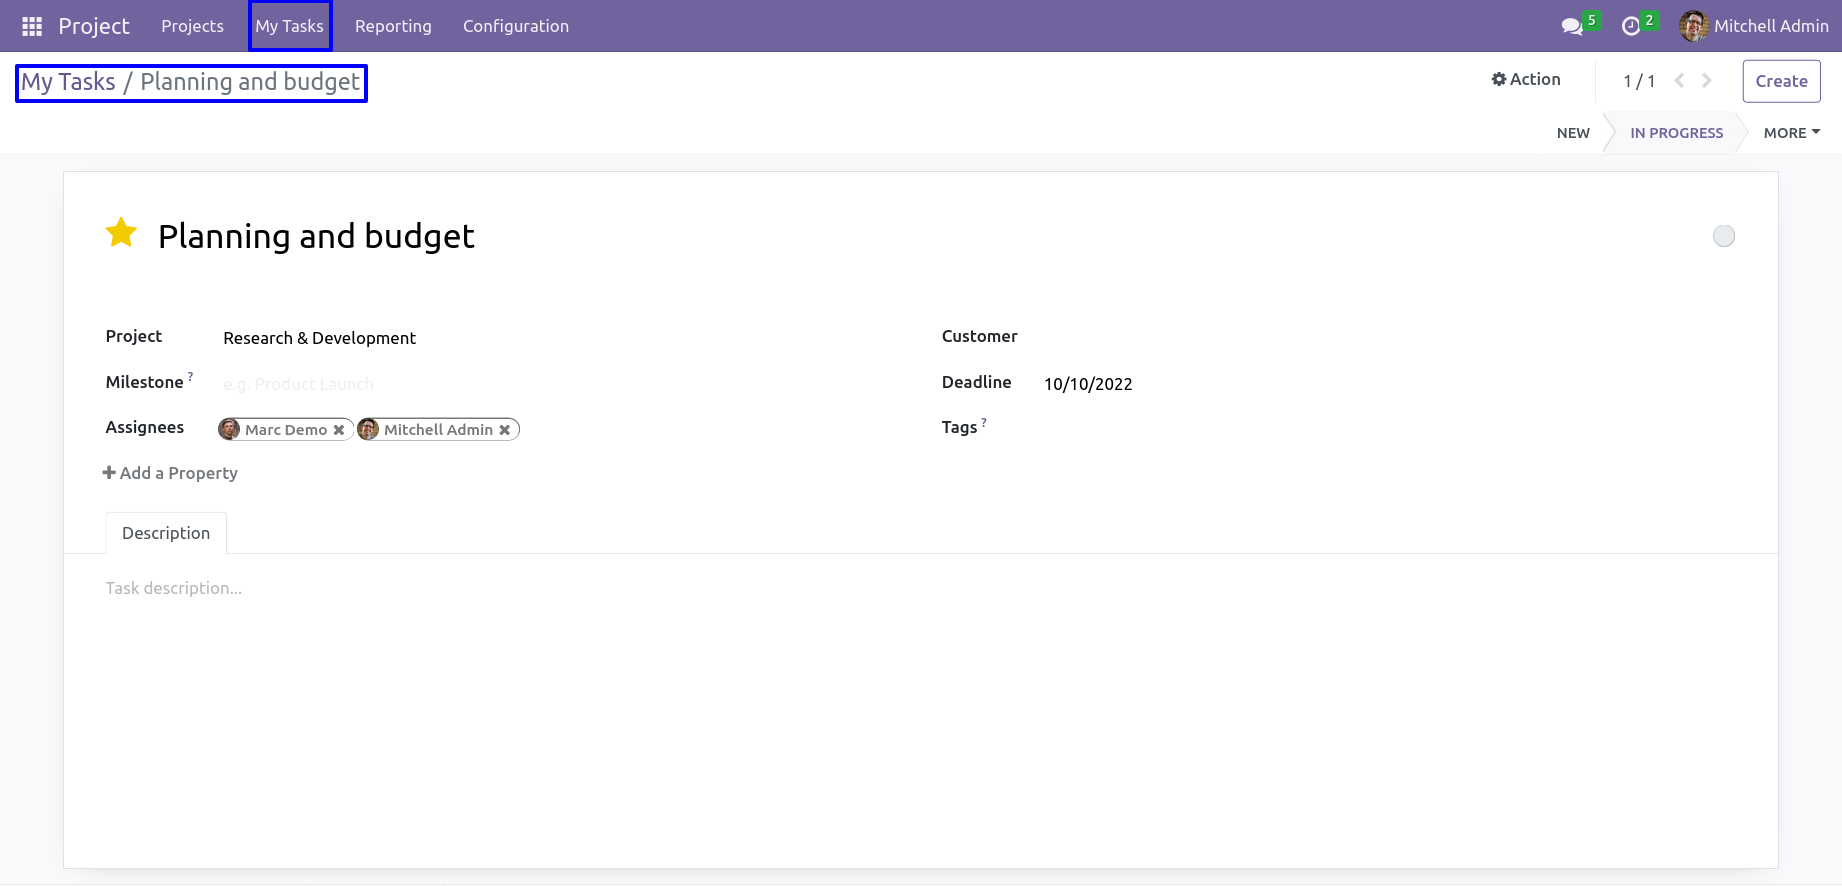 Project Projects My Tasks Reporting Configuration 5 2 Mitchell Admin
My Tasks / Planning and budget Action 1 / 1 Create
NEW IN PROGRESS MORE
Planning and budget
Project Research & Development Customer
Milestone ? e.g. Product Launch Deadline 10/10/2022
Assignees Marc Demo Mitchell Admin Tags ?
Add a Property
Description
Task description...